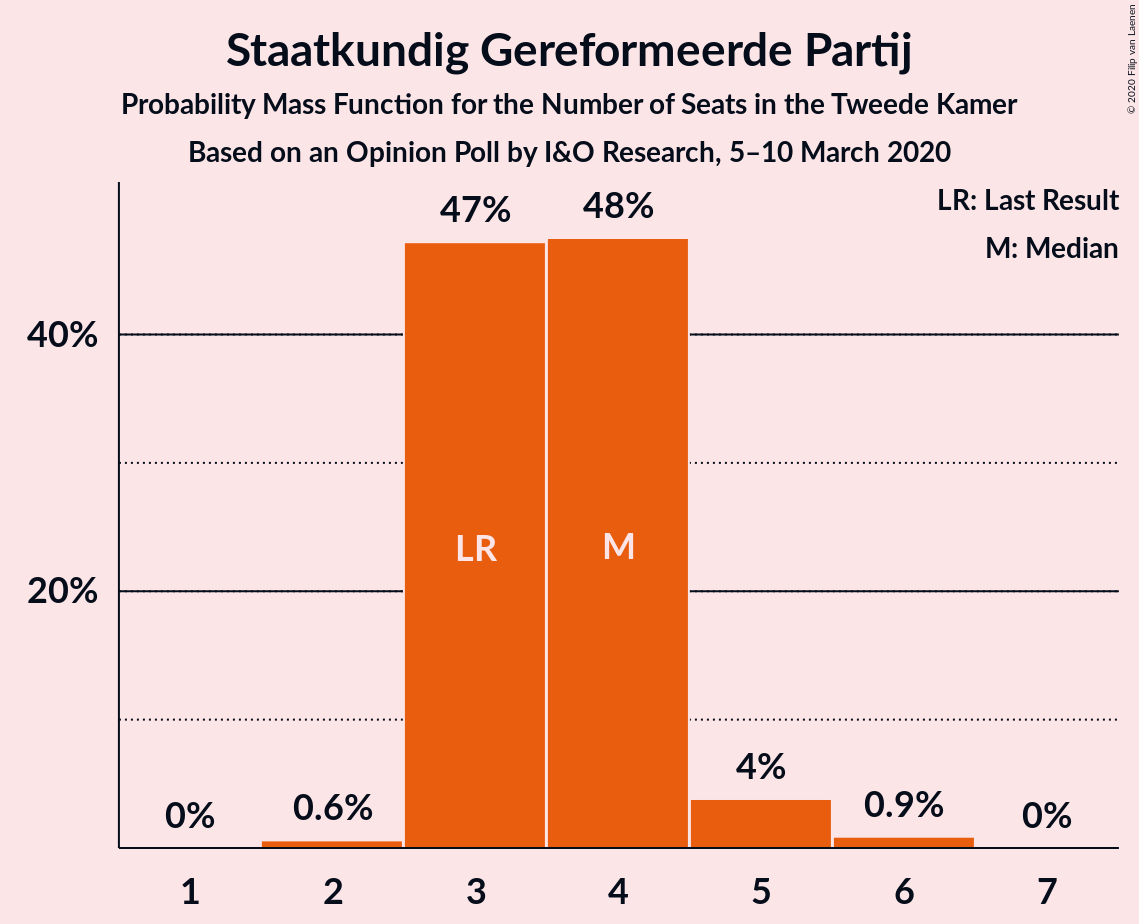 Staatkundig Gereformeerde Partij
Probability Mass Function for the Number of Seats in the Tweede Kamer
Based on an Opinion Poll by I&O Research, 5–10 March 2020
© 2020 Filip van Laenen
LR: Last Result
M: Median
47%
48%
40%
LR
M
20%
4%
0%
0.6%
0.9%
0%
1
2
3
4
5
6
7